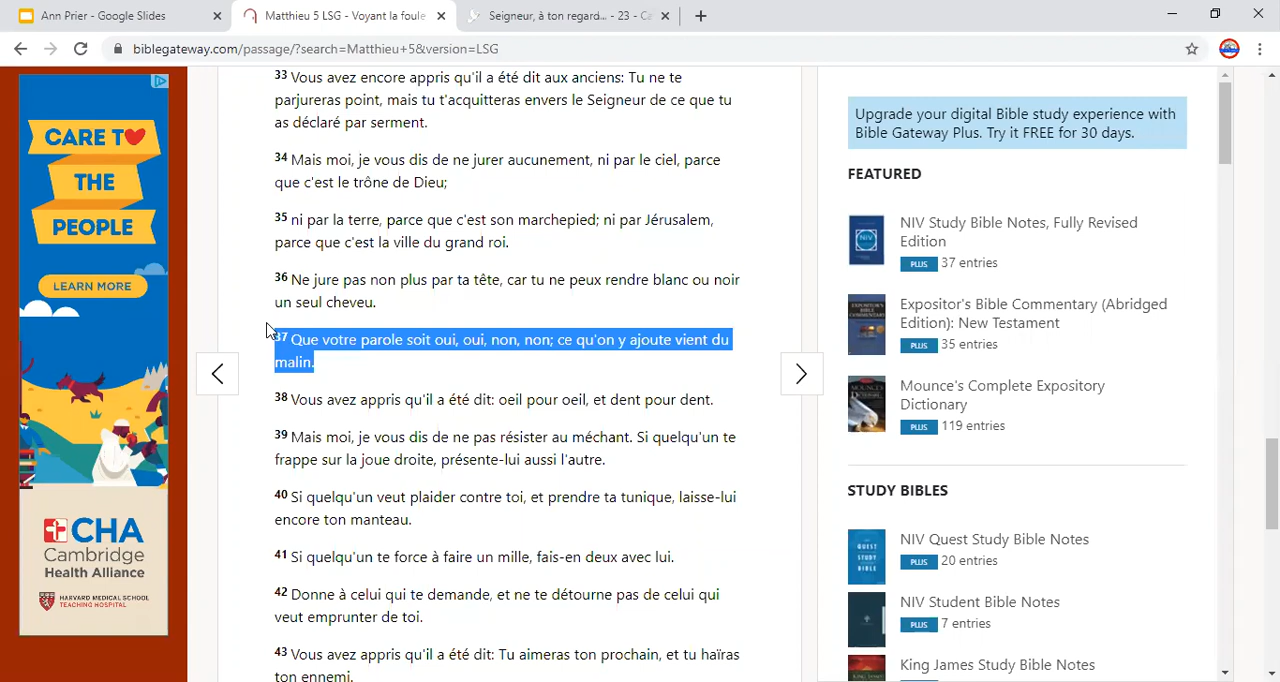 Ann Prier - Google Slides
Matthieu 5 LSG - Voyant la foule
Seigneur, à ton regard... - 23 - Ca
biblegateway.com/passage/?search=Matthieu+5&version=LSG
CARE TO
THE
PEOPLE
LEARN MORE
CHA
Cambridge
Health Alliance
HARVARD MEDICAL SCHOOL
TEACHING HOSPITAL
33 Vous avez encore appris qu'il a été dit aux anciens: Tu ne te
parjureras point, mais tu t'acquitteras envers le Seigneur de ce que tu
as déclaré par serment.
34 Mais moi, je vous dis de ne jurer aucunement, ni par le ciel, parce
que c'est le trône de Dieu;
35 ni par la terre, parce que c'est son marchepied; ni par Jérusalem,
parce que c'est la ville du grand roi.
36 Ne jure pas non plus par ta tête, car tu ne peux rendre blanc ou noir
un seul cheveu.
37 Que votre parole soit oui, oui, non, non; ce qu'on y ajoute vient du
malin.
38 Vous avez appris qu'il a été dit: oeil pour oeil, et dent pour dent.
39 Mais moi, je vous dis de ne pas résister au méchant. Si quelqu'un te
frappe sur la joue droite, présente-lui aussi l'autre.
40 Si quelqu'un veut plaider contre toi, et prendre ta tunique, laisse-lui
encore ton manteau.
41 Si quelqu'un te force à faire un mille, fais-en deux avec lui.
42 Donne à celui qui te demande, et ne te détourne pas de celui qui
veut emprunter de toi.
43 Vous avez appris qu'il a été dit: Tu aimeras ton prochain, et tu haïras
ton ennemi.
Upgrade your digital Bible study experience with
Bible Gateway Plus. Try it FREE for 30 days.
FEATURED
NIV
NIV Study Bible Notes, Fully Revised
Edition
PLUS 37 entries
Expositor's Bible Commentary (Abridged
Edition): New Testament
PLUS 35 entries
Mounce's Complete Expository
Dictionary
PLUS 119 entries
STUDY BIBLES
QUEST
STUDY
BIBLE
NIV Quest Study Bible Notes
PLUS 20 entries
NIV Student Bible Notes
PLUS 7 entries
King James Study Bible Notes